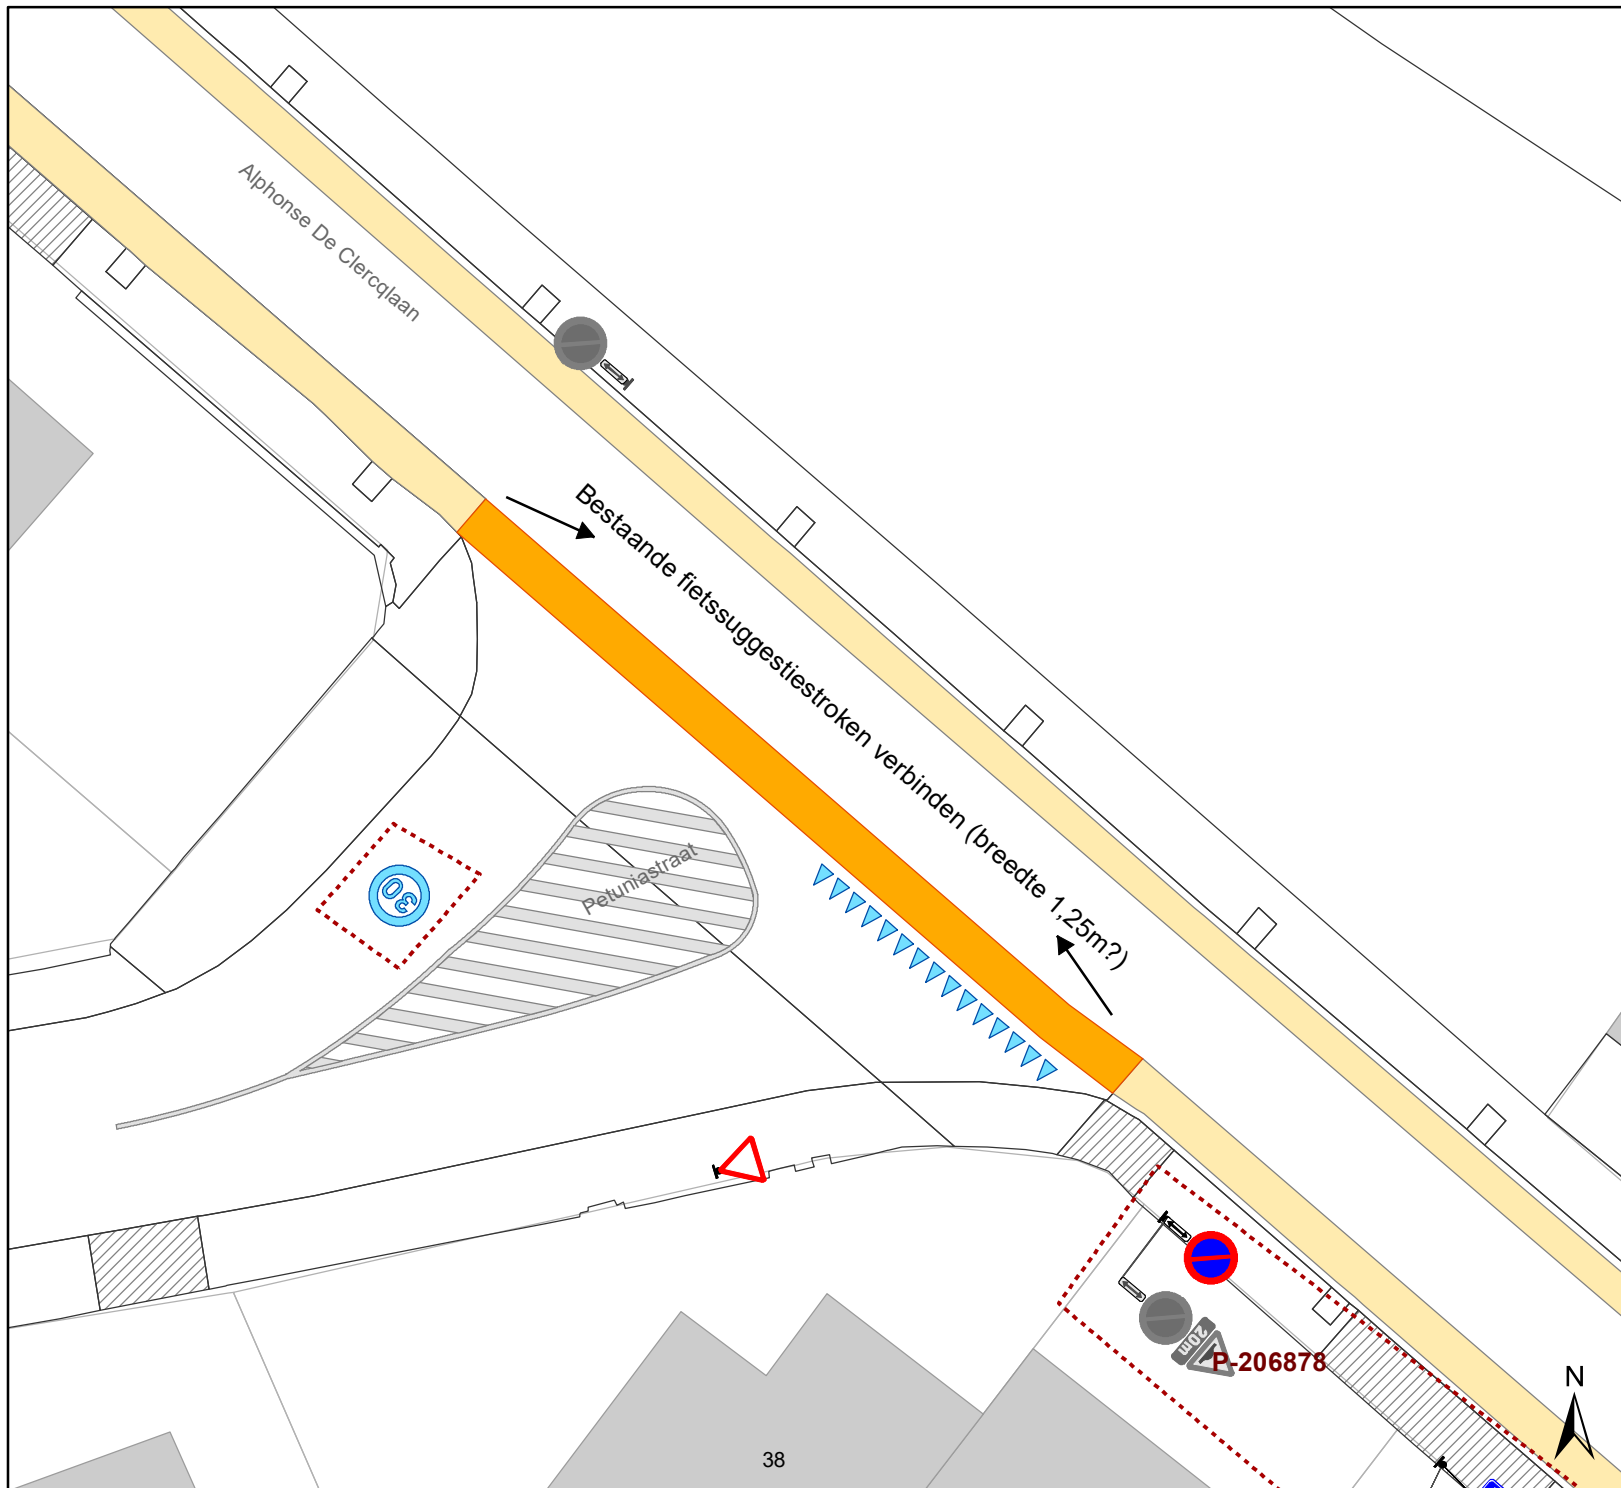 Alphonse De Clercqlaan
Bestaande fietssuggestiestroken verbinden (breedte 1,25m?)
Petuniastraat
30
20m
P-206878
N
38